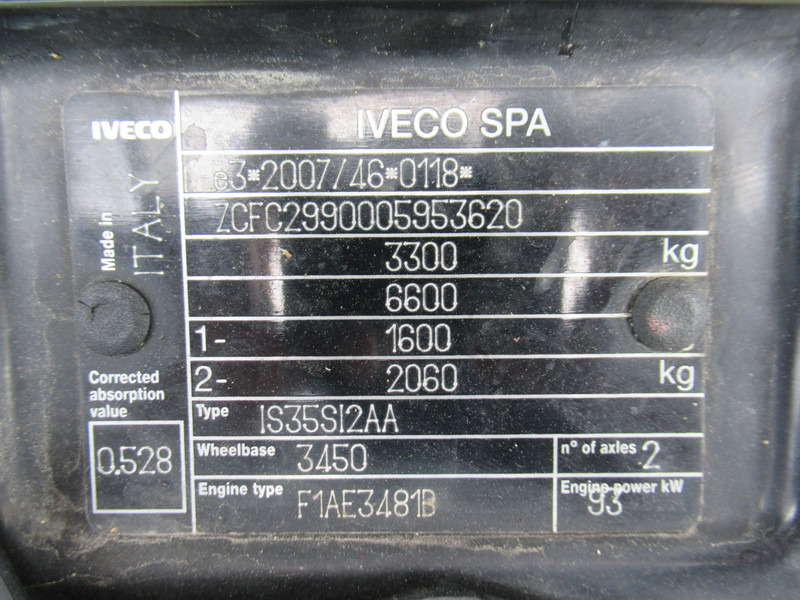 IVECO IVECO SPA
Made in ITALY
e3*2007/46*0118*
ZCFC2990005953620
3300 kg
6600
1- 1600
2- 2060 kg
Corrected absorption value
0.528
Type IS35SI2AA
Wheelbase 3450 n° of axles 2
Engine type F1AE3481B Engine power kW 93